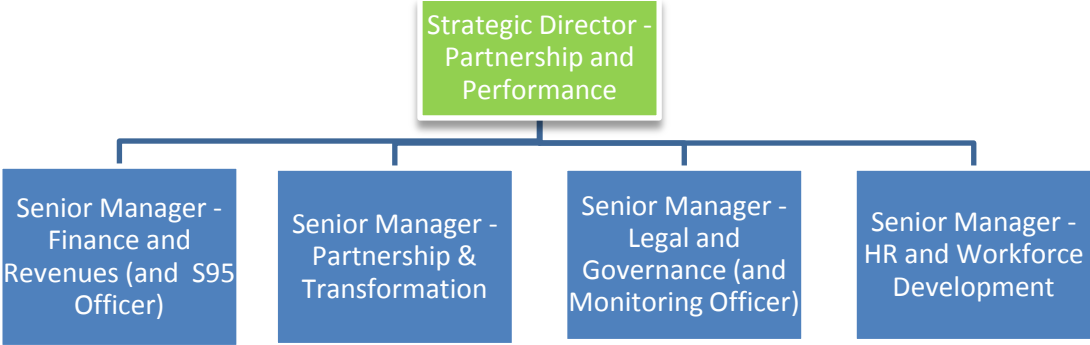 Strategic Director -
Partnership and
Performance
Senior Manager -
Finance and
Revenues (and S95
Officer)
Senior Manager -
Partnership &
Transformation
Senior Manager -
Legal and
Governance (and
Monitoring Officer)
Senior Manager -
HR and Workforce
Development